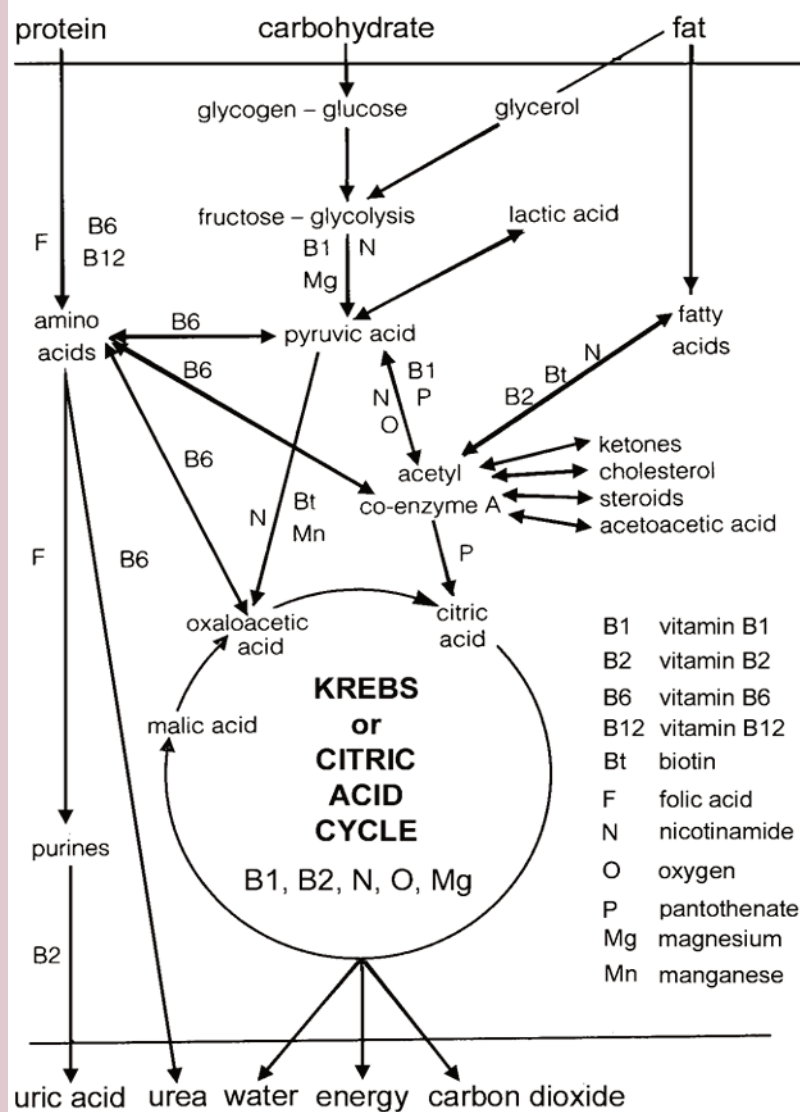 protein carbohydrate fat
glycogen – glucose glycerol
fructose – glycolysis lactic acid
F B6 B1 N
B12 Mg
amino B6 pyruvic acid fatty
acids acids
B6 B1 N
N P Bt
O B2
B6 acetyl ketones
co-enzyme A cholesterol
steroids
acetoacetic acid
N Bt
Mn
F B6 P
oxaloacetic citric
acid acid
malic acid
KREBS
or
CITRIC
ACID
CYCLE
B1, B2, N, O, Mg
purines
B2
B1 vitamin B1
B2 vitamin B2
B6 vitamin B6
B12 vitamin B12
Bt biotin
F folic acid
N nicotinamide
O oxygen
P pantothenate
Mg magnesium
Mn manganese
uric acid urea water energy carbon dioxide